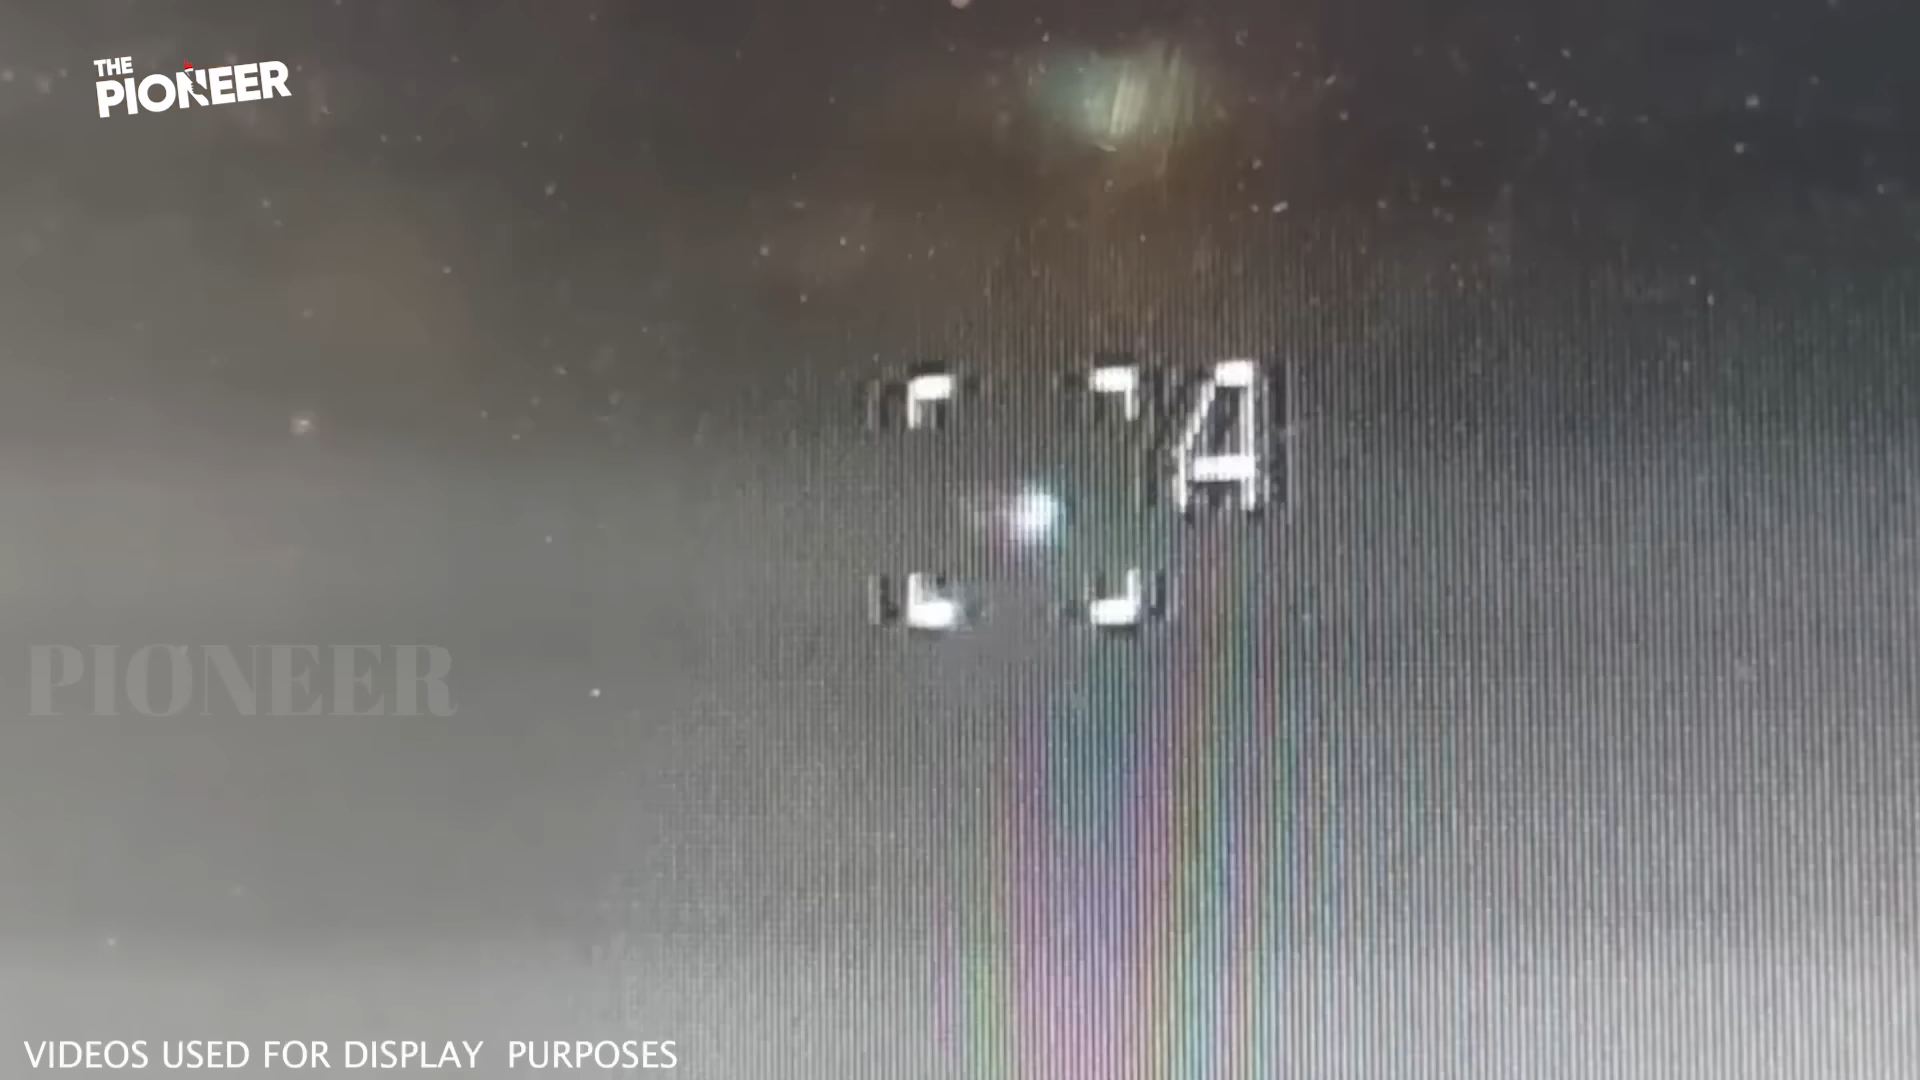 THE
PIONEER
A
PIONEER
VIDEOS USED FOR DISPLAY  PURPOSES